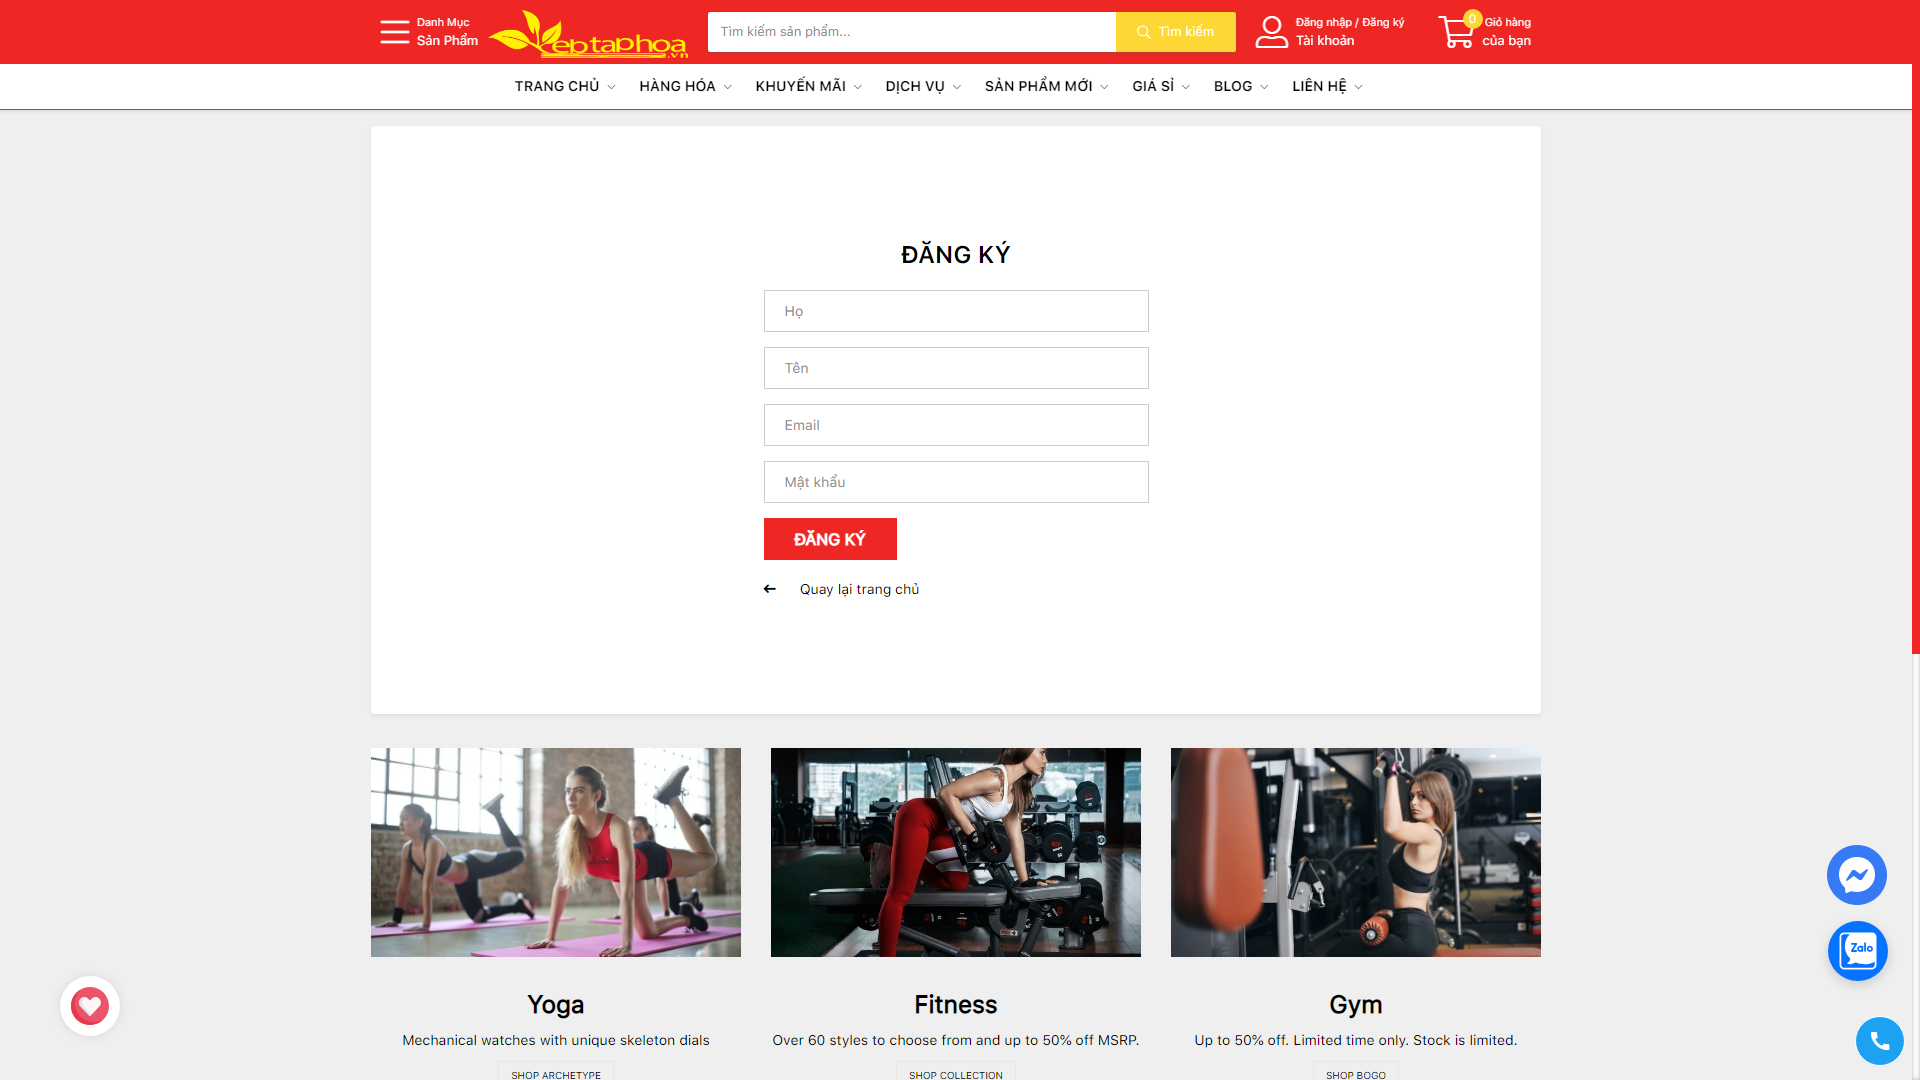 Danh Mục
Sản Phẩm
ebtaphoa
.vn
Tìm kiếm sản phẩm...
Tìm kiếm
Đăng nhập / Đăng ký
Tài khoản
0
Giỏ hàng
của bạn
TRANG CHỦ
HÀNG HÓA
KHUYẾN MÃI
DỊCH VỤ
SẢN PHẨM MỚI
GIÁ SỈ
BLOG
LIÊN HỆ
ĐĂNG KÝ
Họ
Tên
Email
Mật khẩu
ĐĂNG KÝ
Quay lại trang chủ
Zalo
Yoga
Mechanical watches with unique skeleton dials
SHOP ARCHETYPE
Fitness
Over 60 styles to choose from and up to 50% off MSRP.
SHOP COLLECTION
Gym
Up to 50% off. Limited time only. Stock is limited.
SHOP BOGO